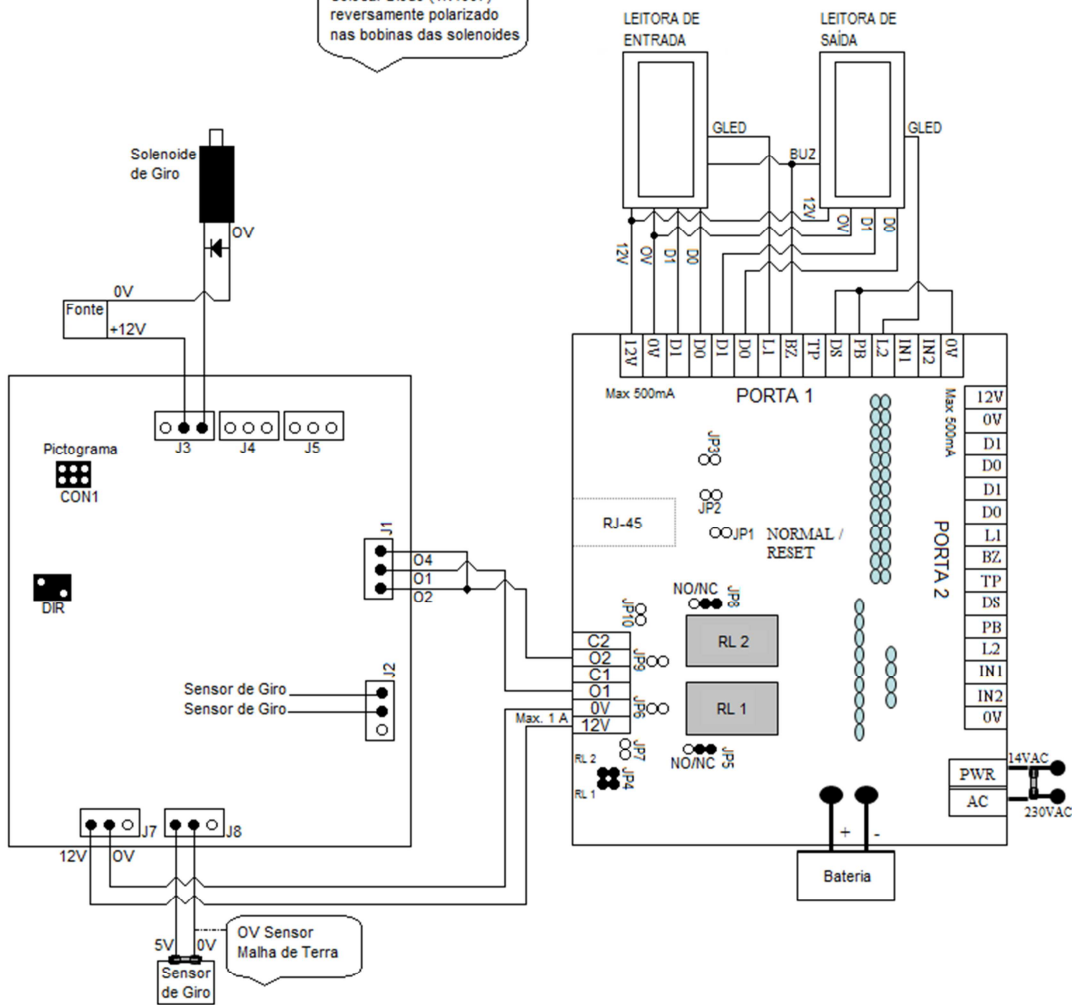 reversamente polarizado
nas bobinas das solenoides
LEITORA DE
ENTRADA
LEITORA DE
SAÍDA
GLED
GLED
BUZ
12V
0V
D1
D0
12V
0V
D1
D0
Solenoide
de Giro
0V
0V
Fonte
+12V
J3
J4
J5
Pictograma
CON1
DIR
J1
O4
O1
O2
J2
Sensor de Giro
Sensor de Giro
J7
J8
12V
0V
5V
0V
Sensor
de Giro
0V Sensor
Malha de Terra
12V
0V
D1
D0
D1
D0
L1
BZ
TP
DS
PB
L2
IN1
IN2
0V
Max 500mA
PORTA 1
Max 500mA
12V
0V
D1
D0
D1
D0
L1
BZ
TP
DS
PB
L2
IN1
IN2
0V
PORTA 2
JP3
JP2
JP1
NORMAL /
RESET
RJ-45
NO/NC
JP8
JP10
RL 2
C2
O2
C1
O1
0V
12V
JP9
JP6
Max. 1 A
RL 1
JP7
NO/NC
JP5
RL 2
JP4
RL 1
PWR
AC
14VAC
230VAC
+
-
Bateria